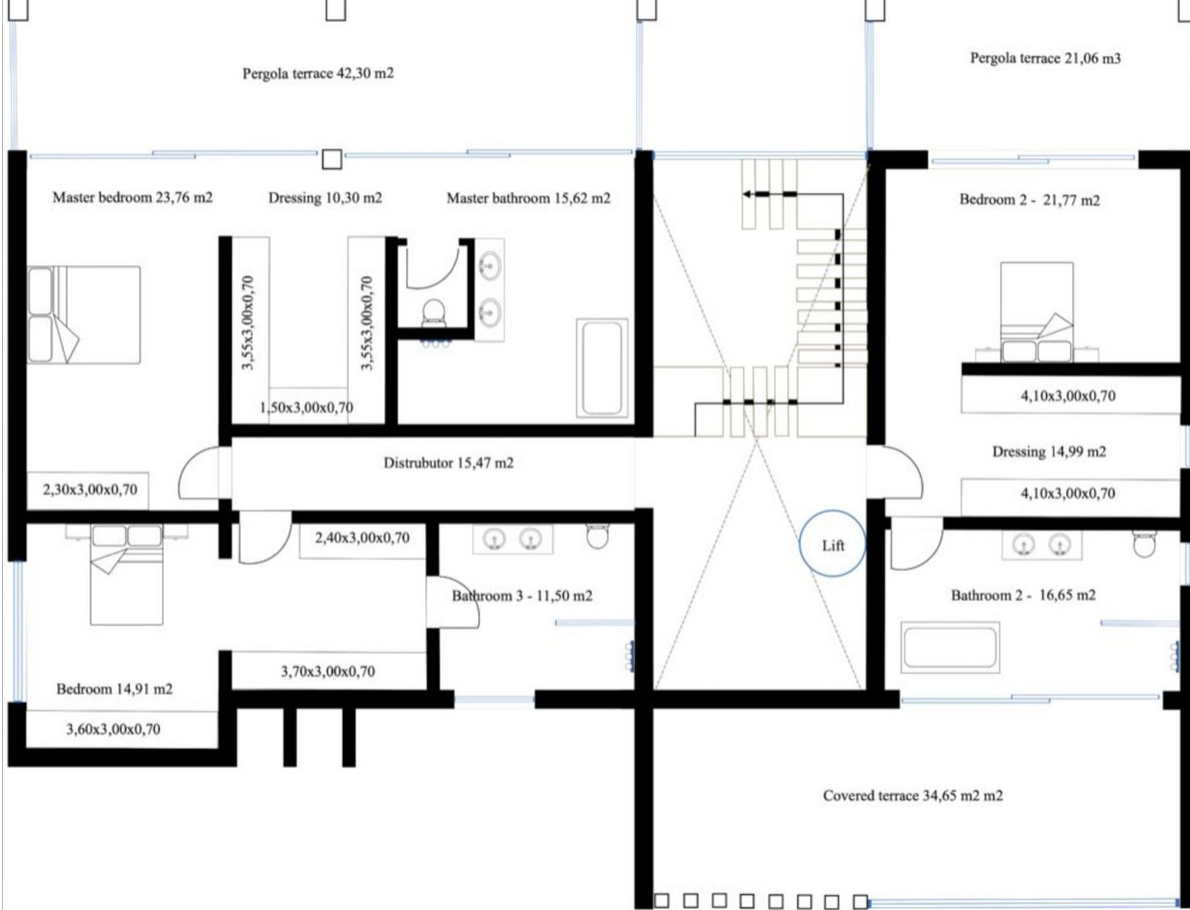 Pergola terrace 42,30 m2
Pergola terrace 21,06 m3
Master bedroom 23,76 m2
Dressing 10,30 m2
Master bathroom 15,62 m2
Bedroom 2 - 21,77 m2
3,55x3,00x0,70
3,55x3,00x0,70
1,50x3,00x0,70
4,10x3,00x0,70
Dressing 14,99 m2
4,10x3,00x0,70
Distrubutor 15,47 m2
2,30x3,00x0,70
2,40x3,00x0,70
Lift
Bathroom 3 - 11,50 m2
Bathroom 2 - 16,65 m2
3,70x3,00x0,70
Bedroom 14,91 m2
3,60x3,00x0,70
Covered terrace 34,65 m2 m2